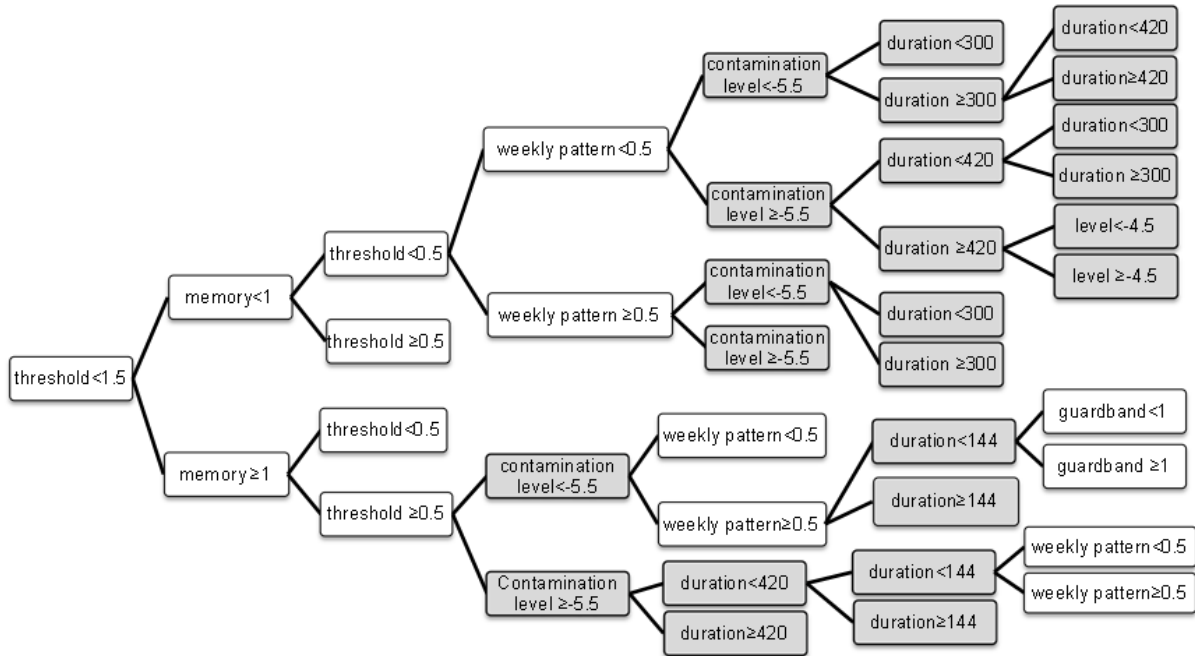 threshold<1.5
memory<1
memory≥1
threshold<0.5
threshold ≥0.5
threshold<0.5
threshold ≥0.5
weekly pattern<0.5
weekly pattern ≥0.5
contamination
level<-5.5
Contamination
level ≥-5.5
contamination
level<-5.5
contamination
level ≥-5.5
contamination
level<-5.5
contamination
level ≥-5.5
weekly pattern<0.5
weekly pattern≥0.5
duration<420
duration≥420
duration<300
duration ≥300
duration<420
duration ≥420
duration<300
duration ≥300
duration<144
duration≥144
duration<144
duration≥144
duration<420
duration≥420
duration<300
duration ≥300
level<-4.5
level ≥-4.5
guardband<1
guardband ≥1
weekly pattern<0.5
weekly pattern≥0.5